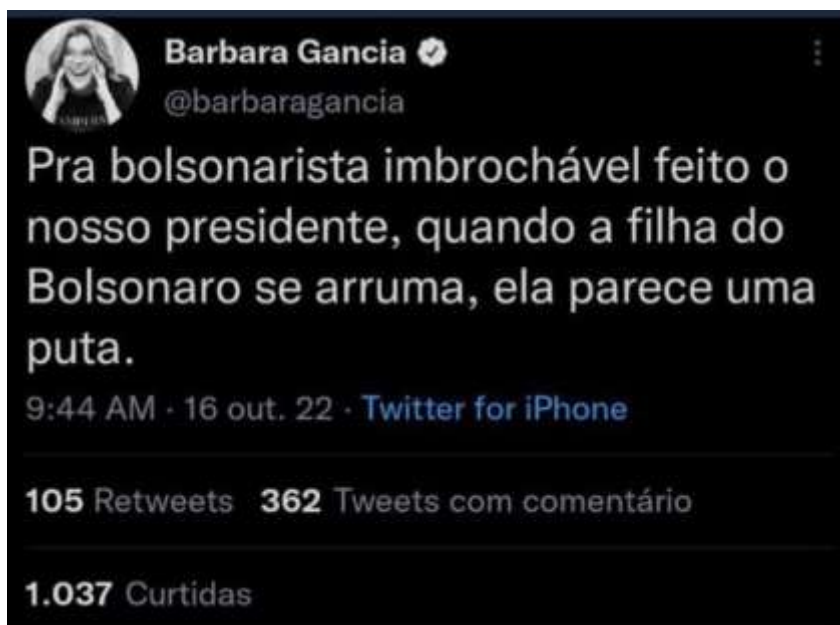 Barbara Gancia
@barbaragancia
Pra bolsonarista imbrochável feito o
nosso presidente, quando a filha do
Bolsonaro se arruma, ela parece uma
puta.
9:44 AM · 16 out. 22 · Twitter for iPhone
105 Retweets 362 Tweets com comentário
1.037 Curtidas